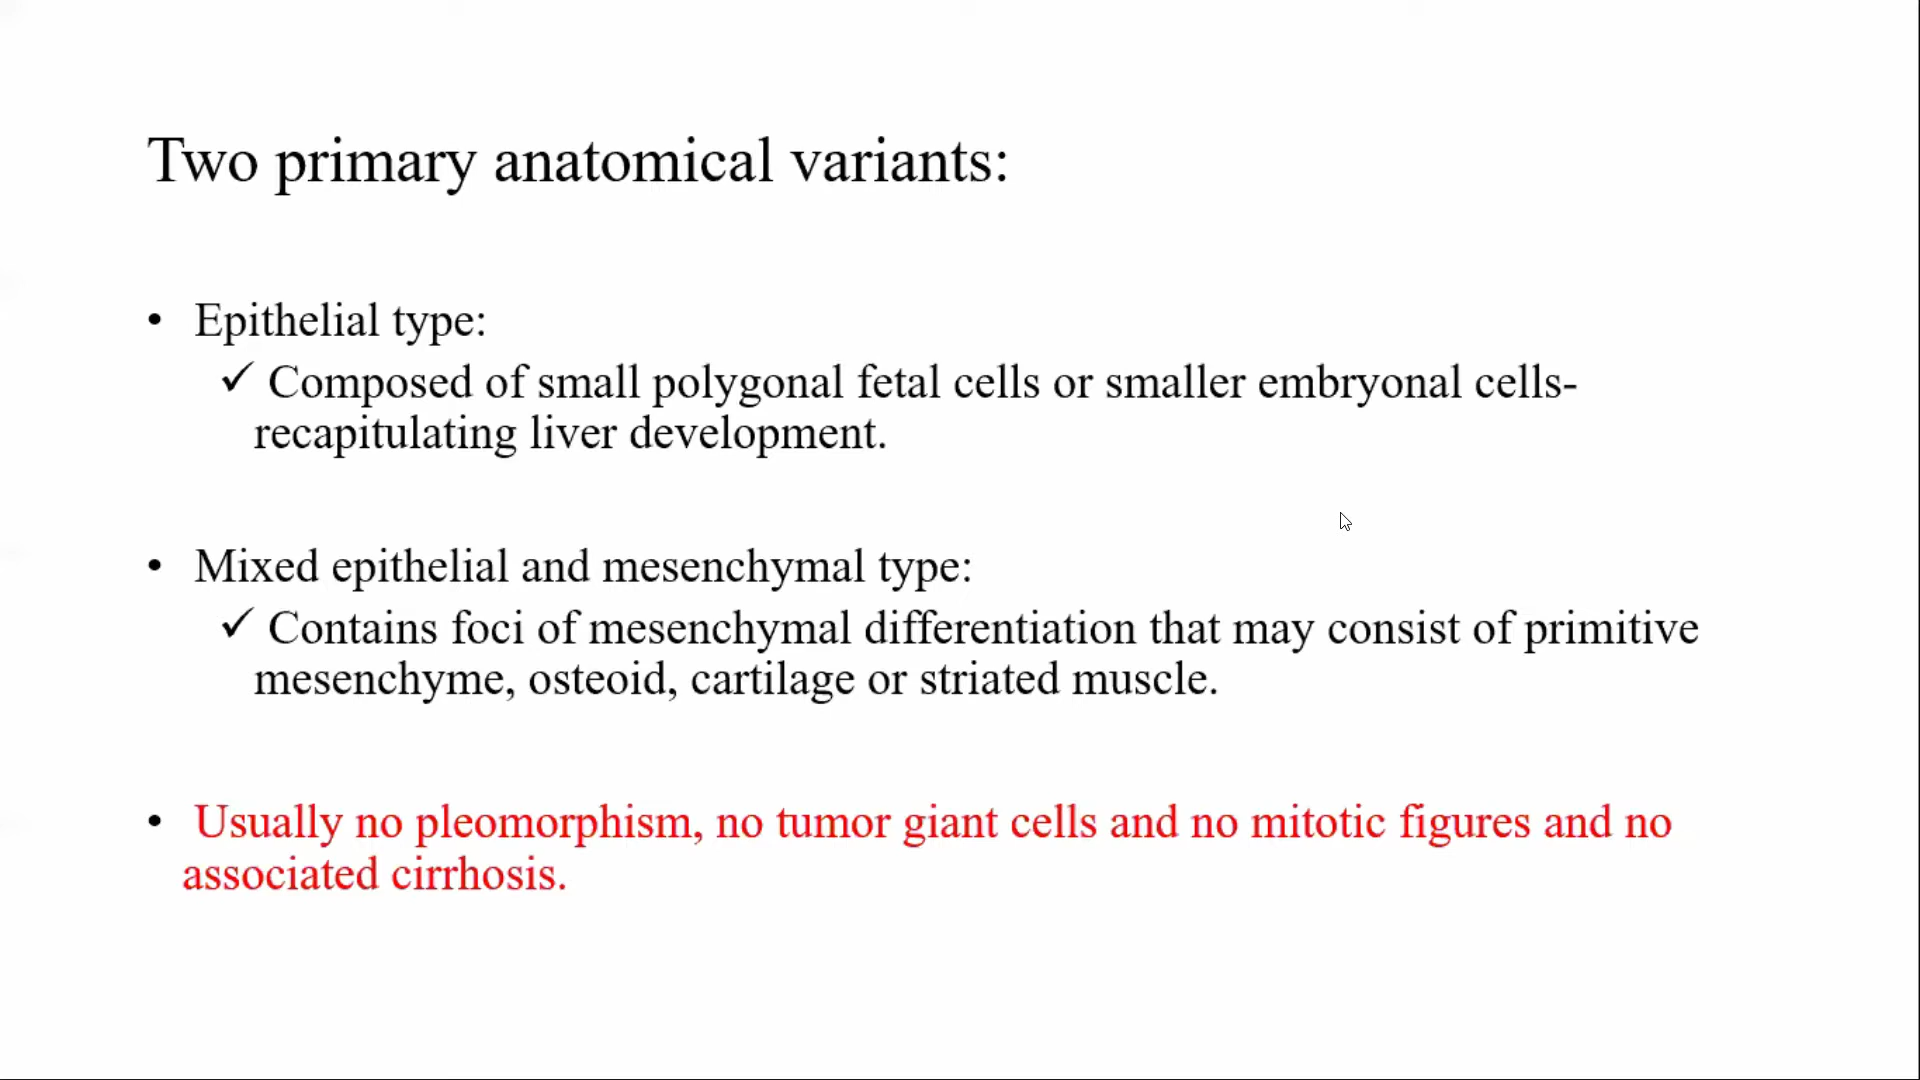 Two primary anatomical variants:
• Epithelial type:
✓ Composed of small polygonal fetal cells or smaller embryonal cells-
recapitulating liver development.
• Mixed epithelial and mesenchymal type:
✓ Contains foci of mesenchymal differentiation that may consist of primitive
mesenchyme, osteoid, cartilage or striated muscle.
• Usually no pleomorphism, no tumor giant cells and no mitotic figures and no
associated cirrhosis.